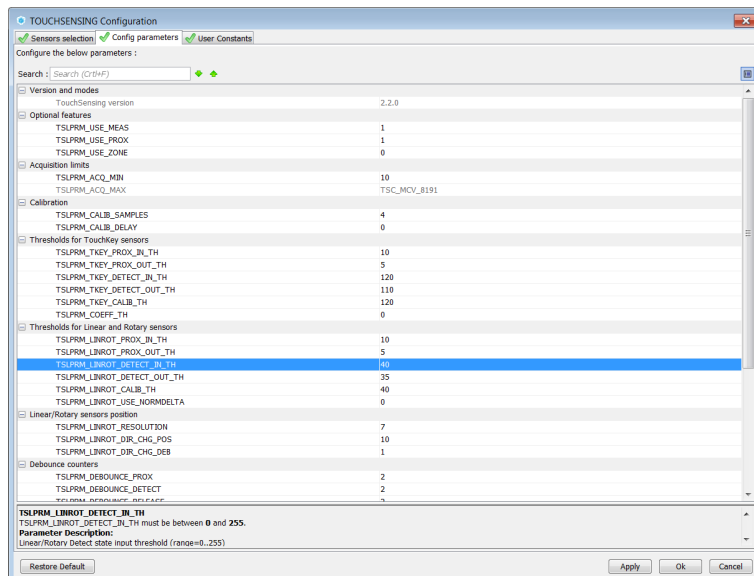 TOUCHSENSING Configuration
Sensors selection Config parameters User Constants
Configure the below parameters :
Search : Search (Crtl+F)
Version and modes
TouchSensing version 2.2.0
Optional features
TSLPRM_USE_MEAS 1
TSLPRM_USE_PROX 1
TSLPRM_USE_ZONE 0
Acquisition limits
TSLPRM_ACQ_MIN 10
TSLPRM_ACQ_MAX TSC_MCV_8191
Calibration
TSLPRM_CALIB_SAMPLES 4
TSLPRM_CALIB_DELAY 0
Thresholds for TouchKey sensors
TSLPRM_TKEY_PROX_IN_TH 10
TSLPRM_TKEY_PROX_OUT_TH 5
TSLPRM_TKEY_DETECT_IN_TH 120
TSLPRM_TKEY_DETECT_OUT_TH 110
TSLPRM_TKEY_CALIB_TH 120
TSLPRM_COEFF_TH 0
Thresholds for Linear and Rotary sensors
TSLPRM_LINROT_PROX_IN_TH 10
TSLPRM_LINROT_PROX_OUT_TH 5
TSLPRM_LINROT_DETECT_IN_TH 40
TSLPRM_LINROT_DETECT_OUT_TH 35
TSLPRM_LINROT_CALIB_TH 40
TSLPRM_LINROT_USE_NORMDELTA 0
Linear/Rotary sensors position
TSLPRM_LINROT_RESOLUTION 7
TSLPRM_LINROT_DIR_CHG_POS 10
TSLPRM_LINROT_DIR_CHG_DEB 1
Debounce counters
TSLPRM_DEBOUNCE_PROX 2
TSLPRM_DEBOUNCE_DETECT 2
TSLPRM_DEBOUNCE_RELEASE 2
TSLPRM_LINROT_DETECT_IN_TH
TSLPRM_LINROT_DETECT_IN_TH must be between 0 and 255.
Parameter Description:
Linear/Rotary Detect state input threshold (range=0..255)
Restore Default Apply Ok Cancel